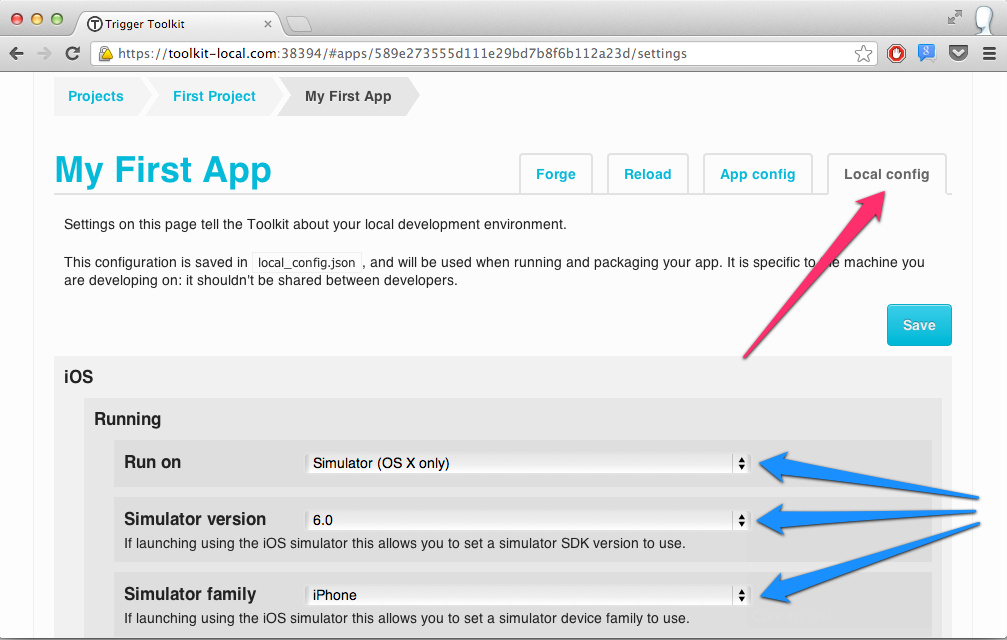 Trigger Toolkit
https://toolkit-local.com:38394/#apps/589e273555d111e29bd7b8f6b112a23d/settings
Projects First Project My First App
My First App
Forge Reload App config Local config
Settings on this page tell the Toolkit about your local development environment.
This configuration is saved in local_config.json , and will be used when running and packaging your app. It is specific to the machine you
are developing on: it shouldn't be shared between developers.
Save
iOS
Running
Run on Simulator (OS X only)
Simulator version 6.0
If launching using the iOS simulator this allows you to set a simulator SDK version to use.
Simulator family iPhone
If launching using the iOS simulator this allows you to set a simulator device family to use.